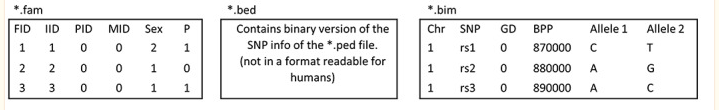 *.fam
FID IID PID MID Sex P
1 1 0 0 2 1
2 2 0 0 1 0
3 3 0 0 1 1
*.bed
Contains binary version of the
SNP info of the *.ped file.
(not in a format readable for
humans)
*.bim
Chr SNP GD BPP Allele 1 Allele 2
1 rs1 0 870000 C T
1 rs2 0 880000 A G
1 rs3 0 890000 A C